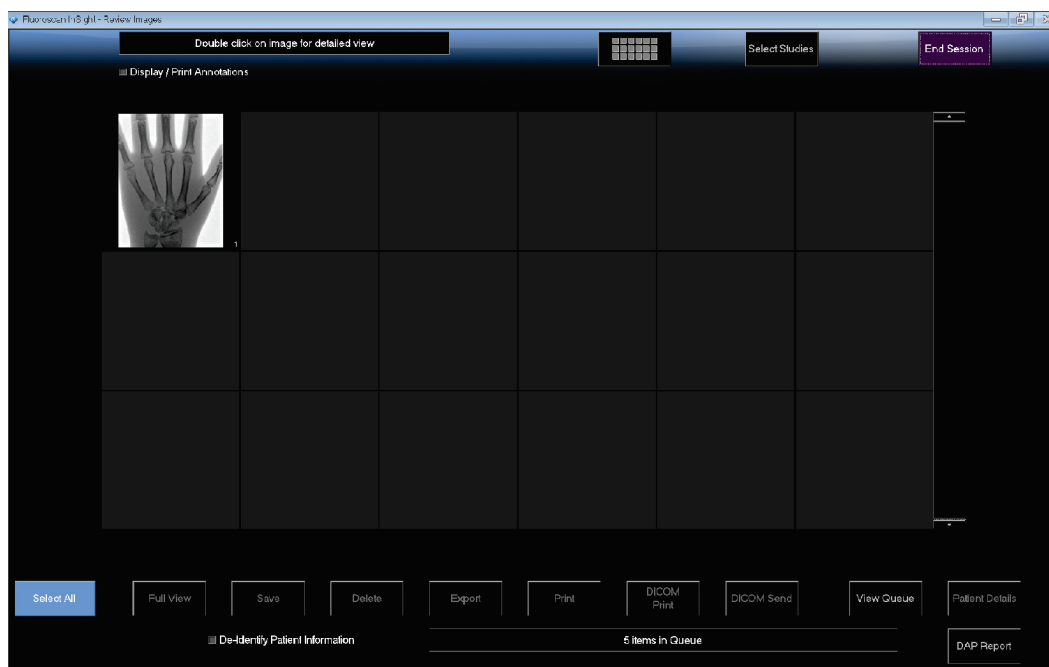 Fluoroscan InSight - Review Images
Double click on image for detailed view
Select Studies
End Session
Display / Print Annotations
1
Select All
Full View
Save
Delete
Export
Print
DICOM
Print
DICOM Send
View Queue
Patient Details
De-Identify Patient Information
5 items in Queue
DAP Report